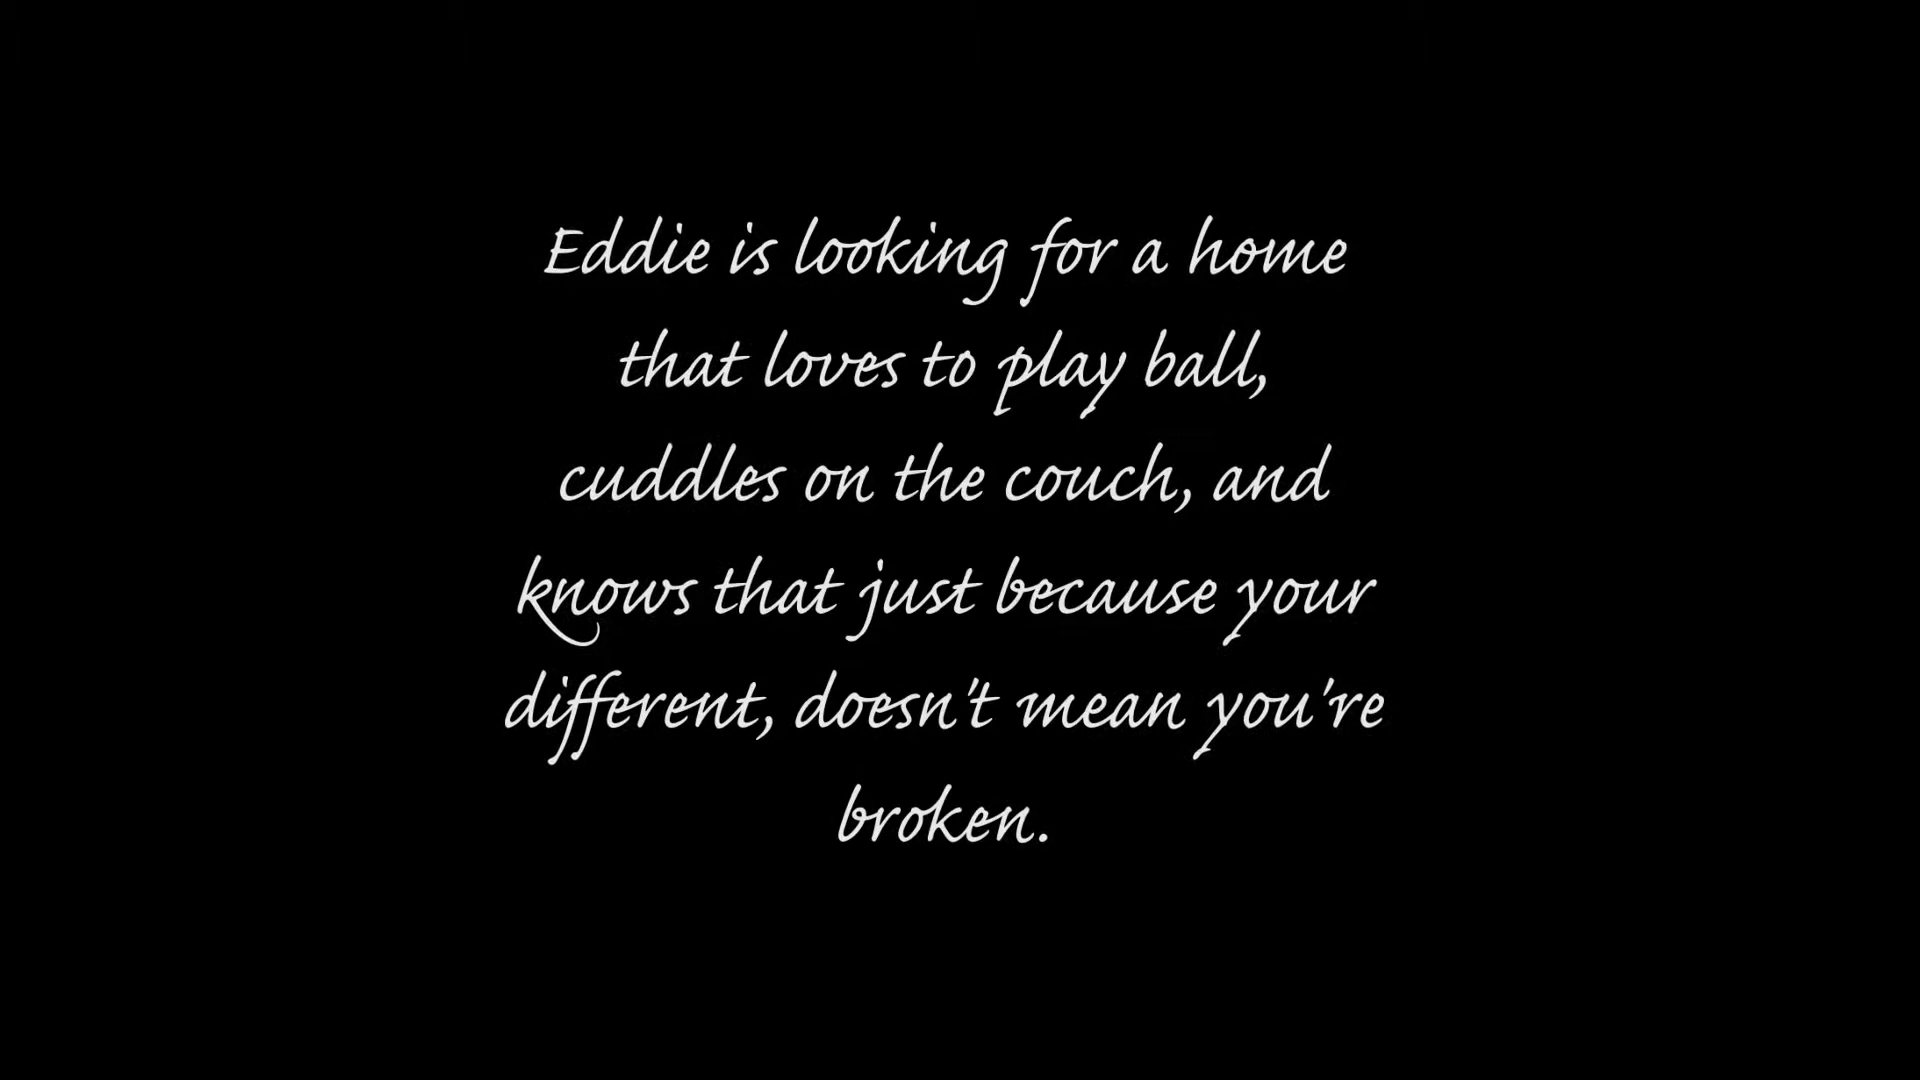 Eddie is looking for a home
that loves to play ball,
cuddles on the couch, and
knows that just because your
different, doesn't mean you're
broken.